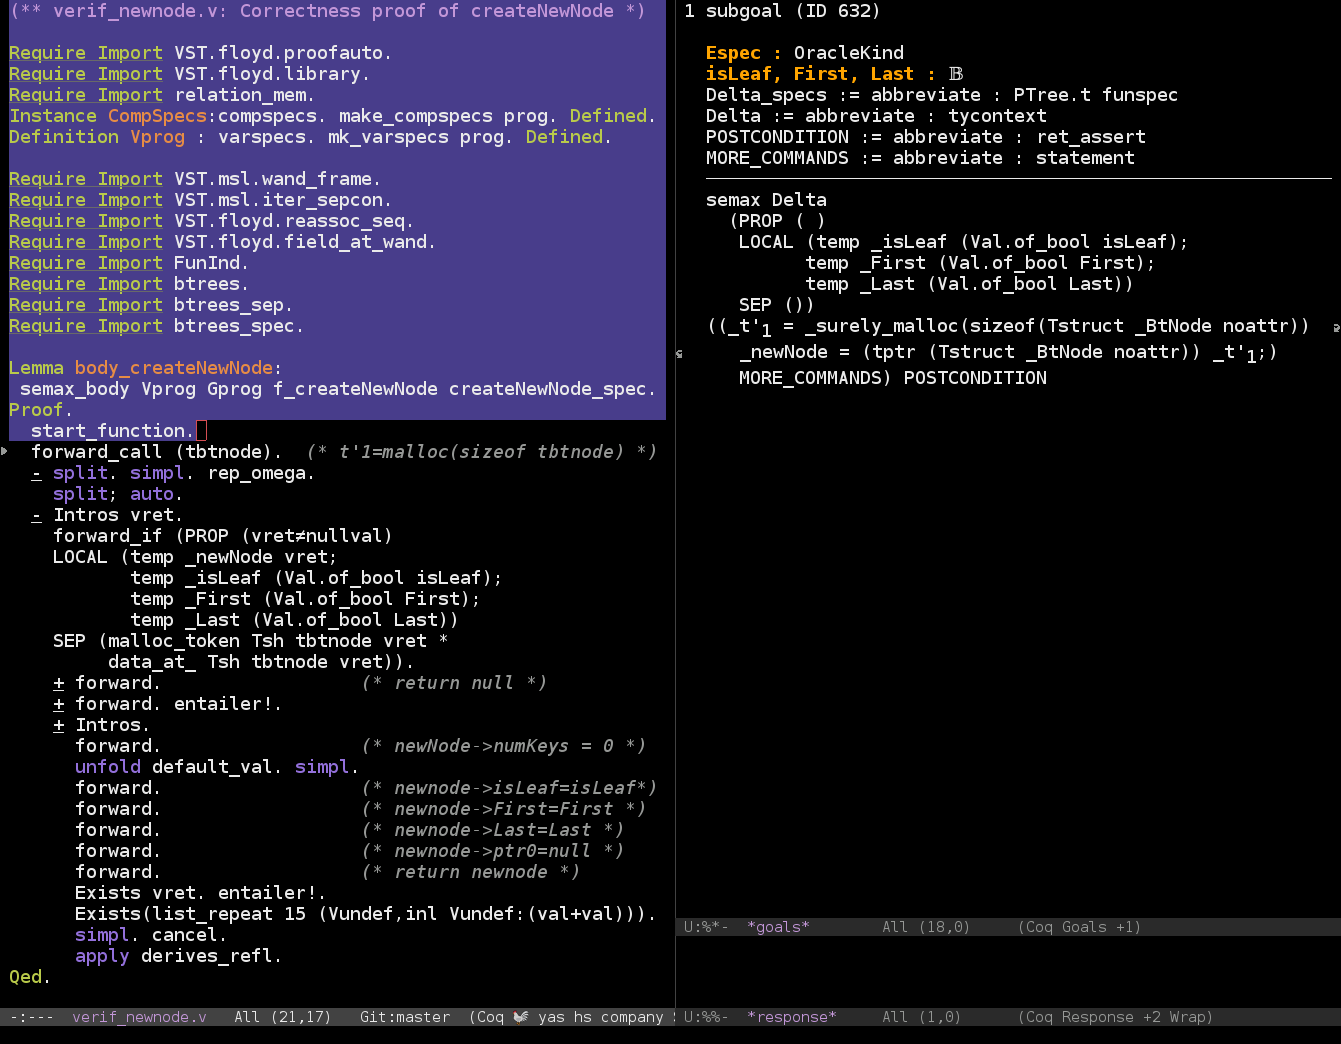 (** verif_newnode.v: Correctness proof of createNewNode *)
Require Import VST.floyd.proofauto.
Require Import VST.floyd.library.
Require Import relation_mem.
Instance CompSpecs:compspecs. make_compspecs prog. Defined.
Definition Vprog : varspecs. mk_varspecs prog. Defined.
Require Import VST.msl.wand_frame.
Require Import VST.msl.iter_sepcon.
Require Import VST.floyd.reassoc_seq.
Require Import VST.floyd.field_at_wand.
Require Import FunInd.
Require Import btrees.
Require Import btrees_sep.
Require Import btrees_spec.
Lemma body_createNewNode:
semax_body Vprog Gprog f_createNewNode createNewNode_spec.
Proof.
start_function.
forward_call (tbtnode).  (* t'1=malloc(sizeof tbtnode) *)
- split. simpl. rep_omega.
split; auto.
- Intros vret.
forward_if (PROP (vret≠nullval)
LOCAL (temp _newNode vret;
temp _isLeaf (Val.of_bool isLeaf);
temp _First (Val.of_bool First);
temp _Last (Val.of_bool Last))
SEP (malloc_token Tsh tbtnode vret *
data_at_ Tsh tbtnode vret)).
+ forward.                  (* return null *)
+ forward. entailer!.
+ Intros.
forward.                  (* newNode->numKeys = 0 *)
unfold default_val. simpl.
forward.                  (* newnode->isLeaf=isLeaf*)
forward.                  (* newnode->First=First *)
forward.                  (* newnode->Last=Last *)
forward.                  (* newnode->ptr0=null *)
forward.                  (* return newnode *)
Exists vret. entailer!.
Exists(list_repeat 15 (Vundef,inl Vundef:(val+val))).
simpl. cancel.
apply derives_refl.
Qed.
-:---  verif_newnode.v   All (21,17)   Git:master  (Coq yas hs company
1 subgoal (ID 632)
Espec : OracleKind
isLeaf, First, Last : 𝔹
Delta_specs := abbreviate : PTree.t funspec
Delta := abbreviate : tycontext
POSTCONDITION := abbreviate : ret_assert
MORE_COMMANDS := abbreviate : statement
semax Delta
(PROP ( )
LOCAL (temp _isLeaf (Val.of_bool isLeaf);
temp _First (Val.of_bool First);
temp _Last (Val.of_bool Last))
SEP ())
((_t'₁ = _surely_malloc(sizeof(Tstruct _BtNode noattr))
_newNode = (tptr (Tstruct _BtNode noattr)) _t'₁;)
MORE_COMMANDS) POSTCONDITION
U:%*-  *goals*       All (18,0)     (Coq Goals +1)
U:%%-  *response*     All (1,0)      (Coq Response +2 Wrap)